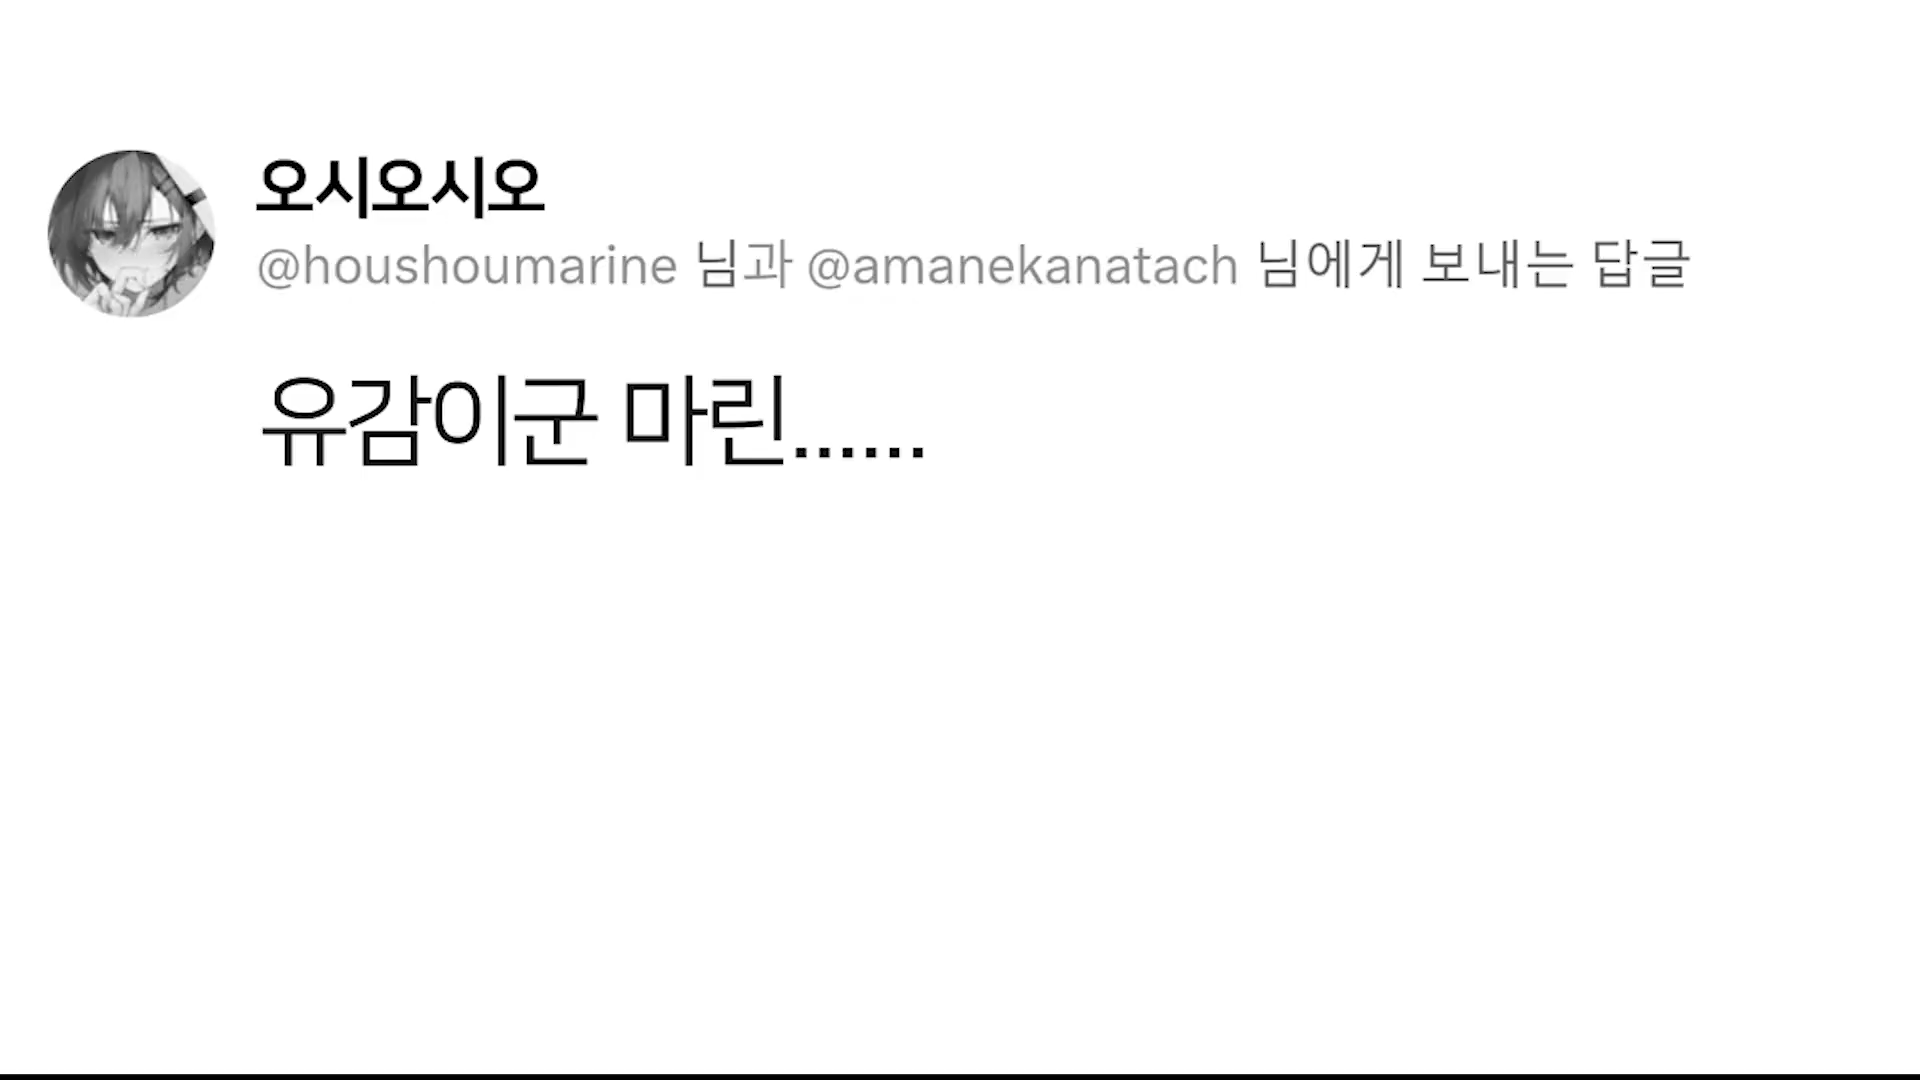 오시오시오
@houshoumarine 님과 @amanekanatach 님에게 보내는 답글
유감이군 마린......